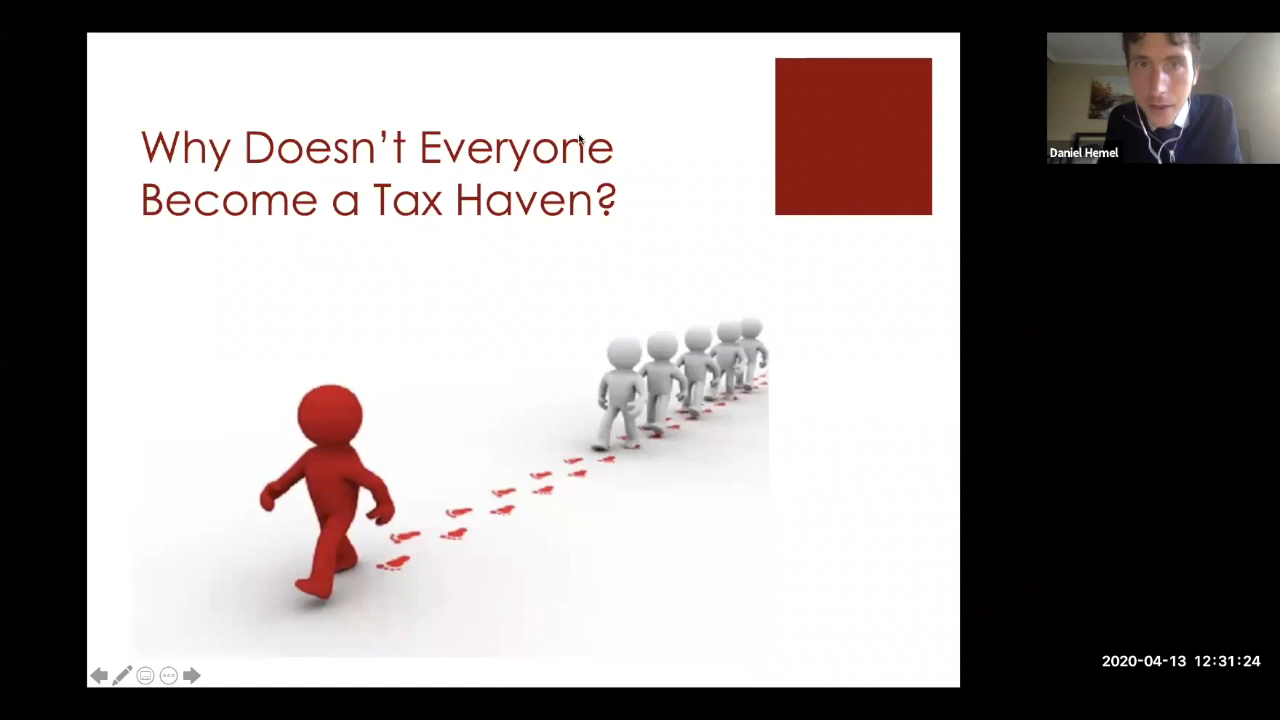 Why Doesn’t Everyone
Become a Tax Haven?
Daniel Hemel
2020-04-13 12:31:24